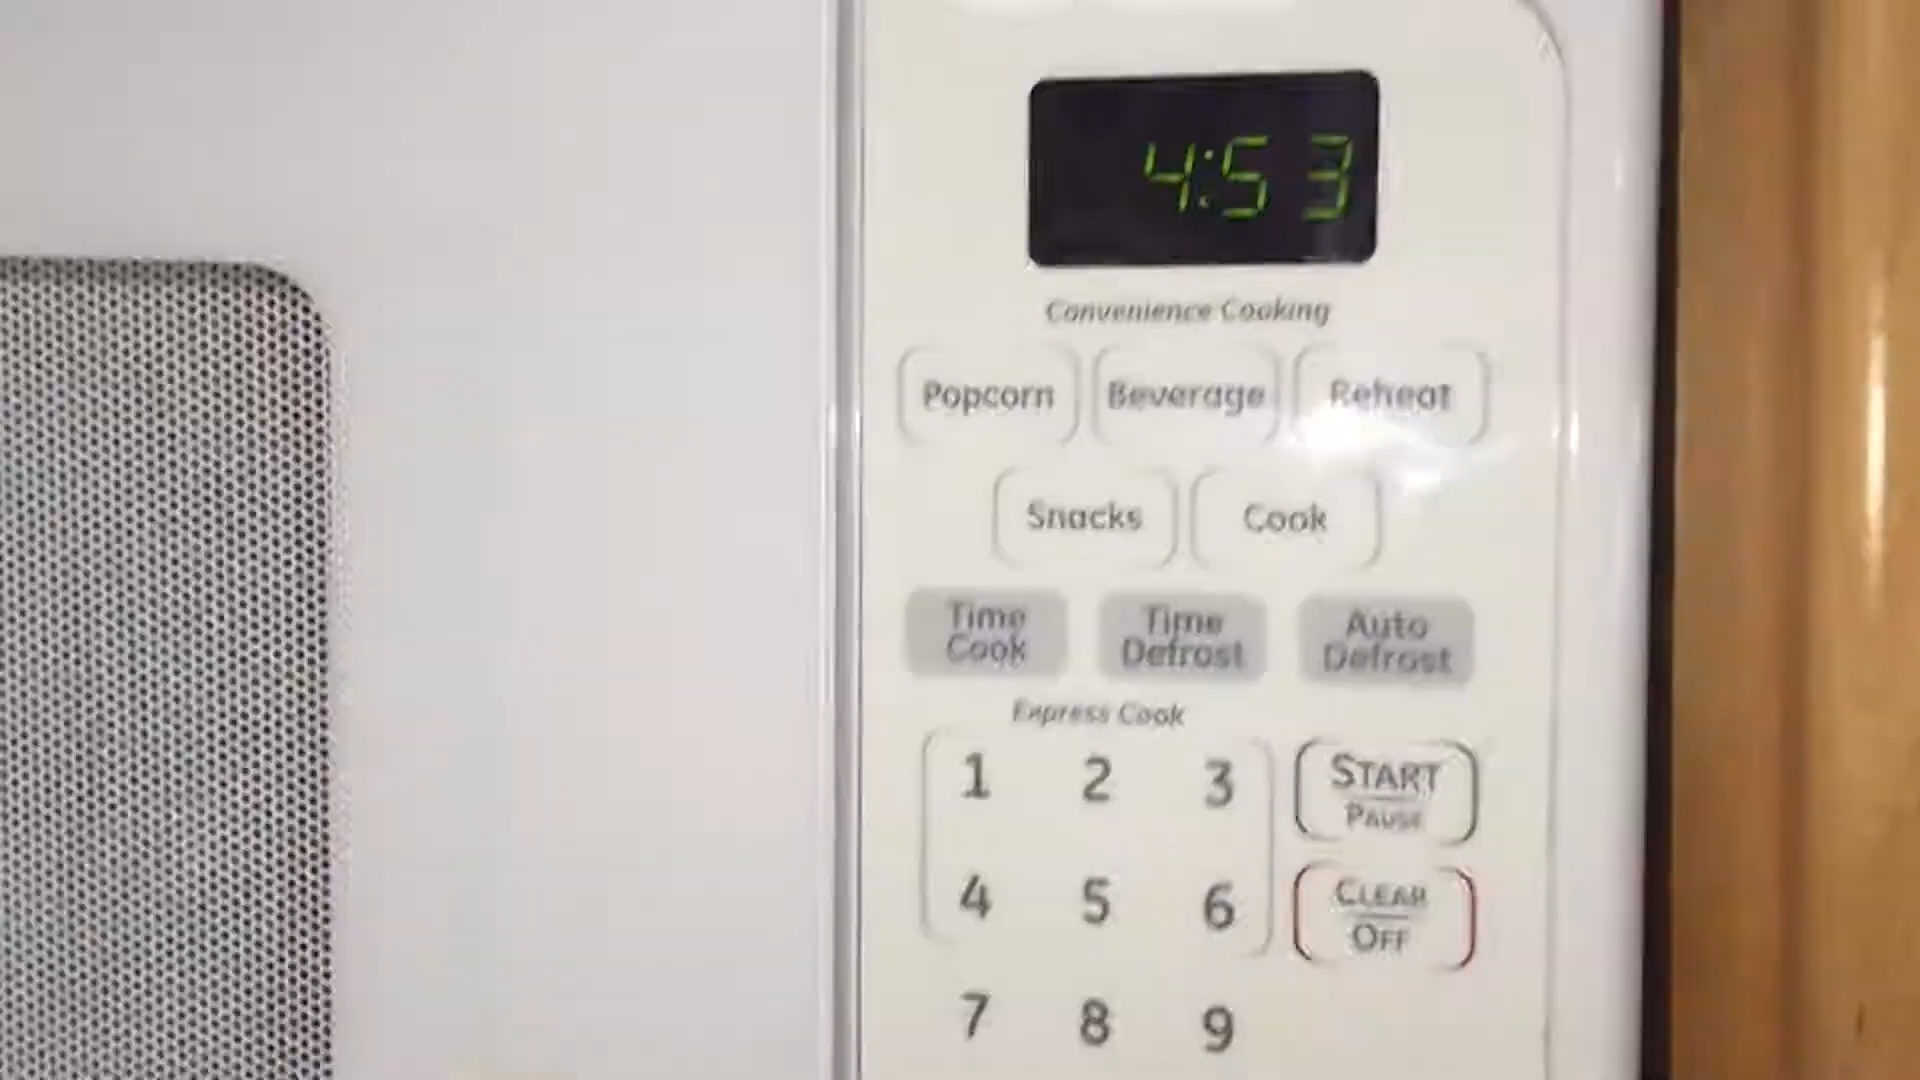 4:53
Convenience Cooking
Popcorn Beverage Reheat
Snacks Cook
Time Cook
Time Defrost
Auto Defrost
Express Cook
1 2 3
START
PAUSE
4 5 6
CLEAR
OFF
7 8 9